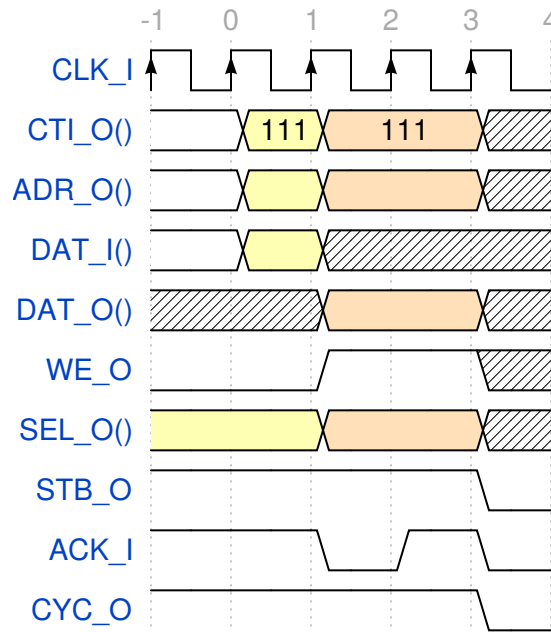 -1 0 1 2 3 4
CLK_I
CTI_O() 111 111
ADR_O()
DAT_I()
DAT_O()
WE_O
SEL_O()
STB_O
ACK_I
CYC_O